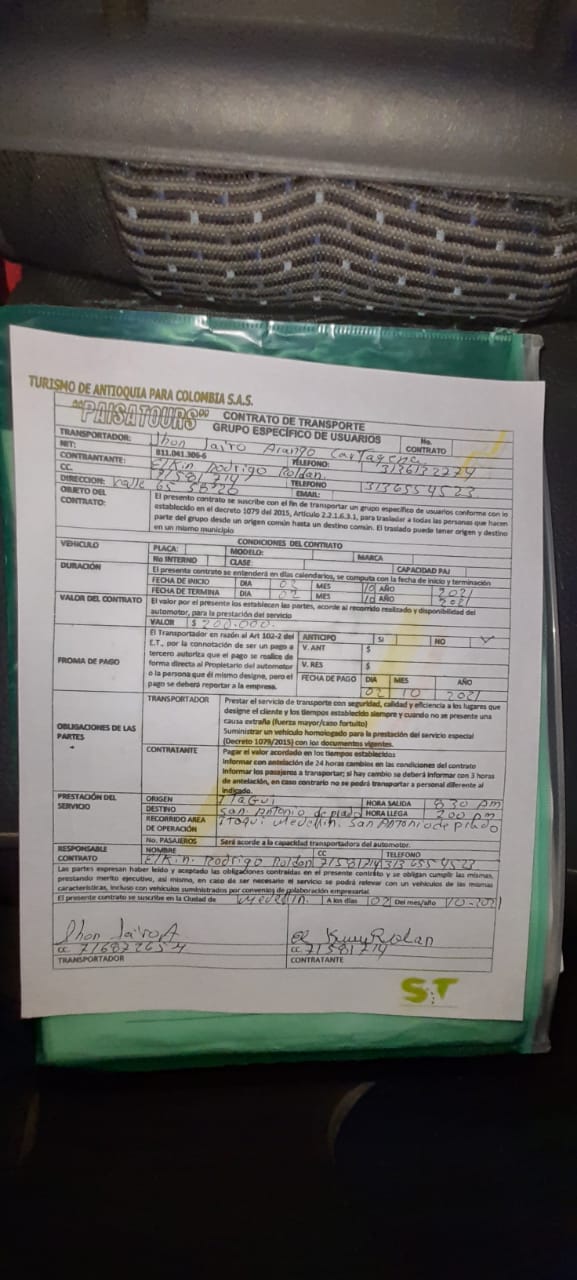 TURISMO DE ANTIOQUIA PARA COLOMBIA S.A.S.
"PAISATOURS" CONTRATO DE TRANSPORTE
GRUPO ESPECÍFICO DE USUARIOS
No. CONTRATO
TRANSPORTADOR: Jhon Jairo Arango Cartagena
NIT: 811.041.306-6 TELEFONO:
CONTRANTANTE: Elkin Rodrigo Roldan.
CC. 71581214 TELEFONO 3136554523
DIRECCION: EMAIL:
OBJETO DEL CONTRATO: El presente contrato se suscribe con el fin de transportar un grupo específico de usuarios conforme con lo
establecido en el decreto 1079 del 2015, Artículo 2.2.1.6.3.1, para trasladar a todas las personas que hacen
parte del grupo desde un origen común hasta un destino común. El traslado puede tener origen y destino
en un mismo municipio
CONDICIONES DEL CONTRATO
VEHICULO PLACA: MODELO: MARCA
No INTERNO CLASE: CAPACIDAD PAJ
DURACIÓN El presente contrato se entenderá en días calendarios, se computa con la fecha de inicio y terminación
FECHA DE INICIO DIA 02 MES 10 AÑO 2021
FECHA DE TERMINA DIA 02 MES 10 AÑO 2021
VALOR DEL CONTRATO El valor por el presente los establecen las partes, acorde al recorrido realizado y disponibilidad del
automotor, para la prestación del servicio
VALOR $ 200.000.
FROMA DE PAGO El Transportador en razón al Art 102-2 del
E.T., por la connotación de ser un pago a
tercero autoriza que el pago se realice de
forma directa al Propietario del automotor
o la persona que él mismo designe, pero el
pago se deberá reportar a la empresa.
ANTICIPO SI NO
V. ANT $
V. RES $
FECHA DE PAGO DIA MES AÑO
02 10 2021
OBLIGACIONES DE LAS PARTES
TRANSPORTADOR Prestar el servicio de transporte con seguridad, calidad y eficiencia a los lugares que
designe el cliente y los tiempos establecido siempre y cuando no se presente una
causa extraña (fuerza mayor/caso fortuito)
Suministrar un vehículo homologado para la prestación del servicio especial
(Decreto 1079/2015) con los documentos vigentes.
CONTRATANTE Pagar el valor acordado en los tiempos establecidos
Informar con antelación de 24 horas cambios en las condiciones del contrato
Informar los pasajeros a transportar; si hay cambio se deberá informar con 3 horas
de antelación, en caso contrario no se podrá transportar a personal diferente al
indicado.
PRESTACIÓN DEL SERVICIO ORIGEN Itagui HORA SALIDA 830 AM
DESTINO San Antonio de prado HORA LLEGA 200 pm
RECORRIDO AREA DE OPERACIÓN itaqui Medellin. San Antonio de prado
No. PASAJEROS Será acorde a la capacidad transportadora del automotor.
RESPONSABLE CONTRATO NOMBRE CC TELEFONO
Elkin. Rodrigo Roldan 71581214 3136554523
Las partes expresan haber leído y aceptado las obligaciones contraídas en el presente contrato y se obligan cumplir las mismas,
prestando merito ejecutivo, así mismo, en caso de ser necesario el servicio se podrá relevar con un vehículos de las mismas
características, incluso con vehículos suministrados por convenios de colaboración empresarial
El presente contrato se suscribe en la Ciudad de Medellin. A los días 02 Del mes/año 10-2021
Jhon Jairo A Roldan
CC. 71581214
TRANSPORTADOR CONTRATANTE
S.T